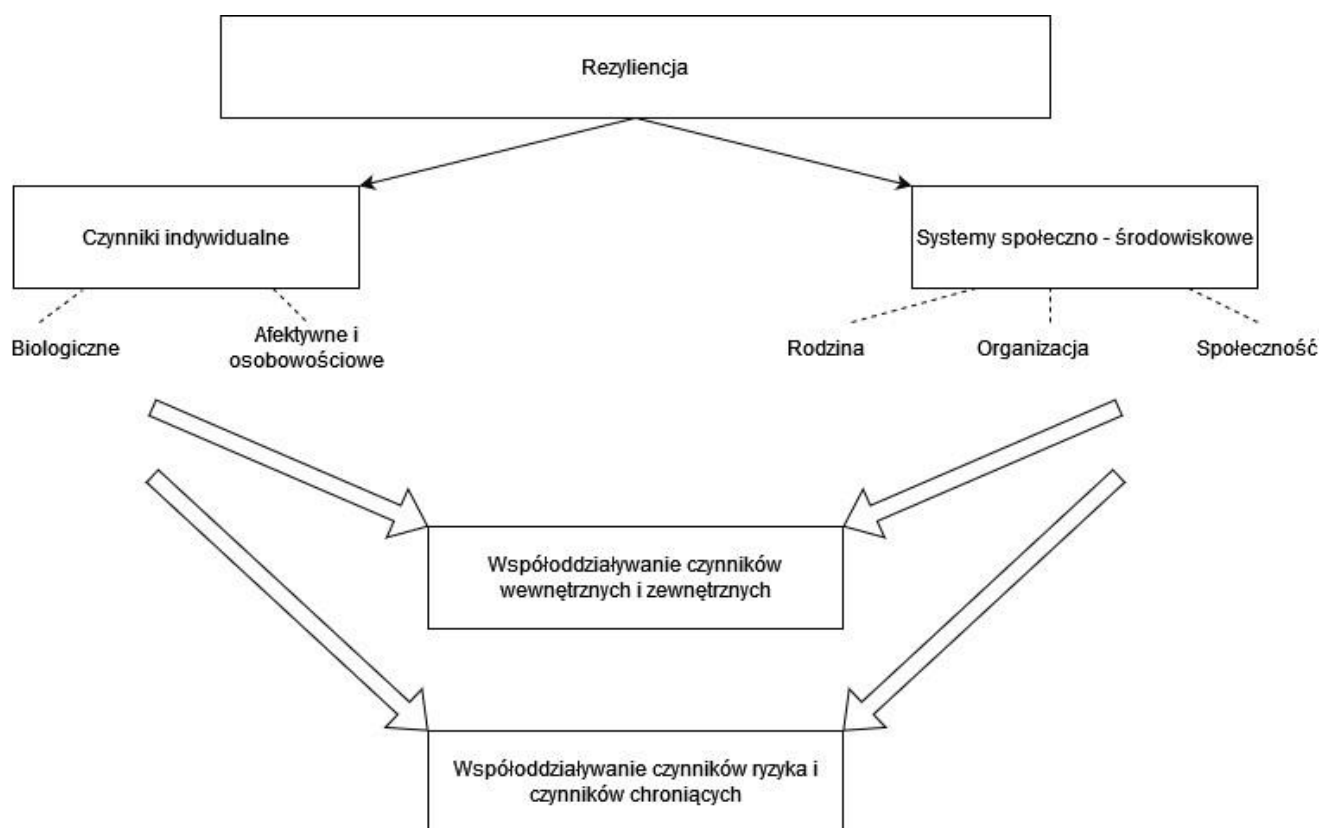 Rezyliencja
Czynniki indywidualne
Systemy społeczno - środowiskowe
Biologiczne
Afektywne i
osobowościowe
Rodzina
Organizacja
Społeczność
Współoddziaływanie czynników
wewnętrznych i zewnętrznych
Współoddziaływanie czynników ryzyka i
czynników chroniących